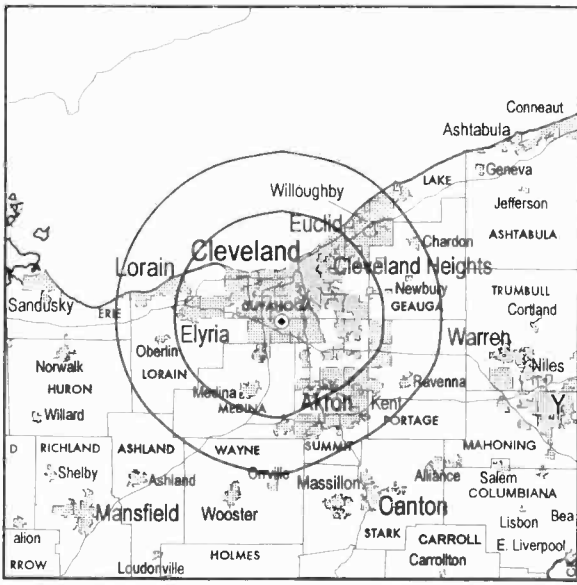 Conneaut
Ashtabula
Geneva
LAKE
Willoughby
Jefferson
Euclid
ASHTABULA
Chardon
Cleveland
Lorain
Cleveland Heights
Newbury
TRUMBULL
Sandusky
CUYAHOGA
GEAUGA
Cortland
ERIE
Elyria
Warren
Oberlin
Norwalk
Niles
LORAIN
HURON
Medina
Ravenna
MEDINA
Akron
Kent
Y
Willard
PORTAGE
D
RICHLAND
ASHLAND
WAYNE
SUMMIT
MAHONING
Shelby
Ashland
Orrville
Massillon
Alliance
Salem
COLUMBIANA
Mansfield
Wooster
Canton
Lisbon
Bea
alion
STARK
CARROLL
E. Liverpool
RROW
Loudonville
HOLMES
Carrollton